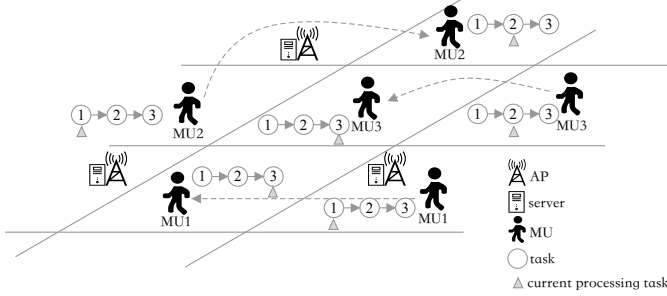 1 2 3
MU2
1 2 3
MU2
1 2 3
MU3
1 2 3
MU3
1 2 3
MU1
1 2 3
MU1
AP
server
MU
task
current processing task